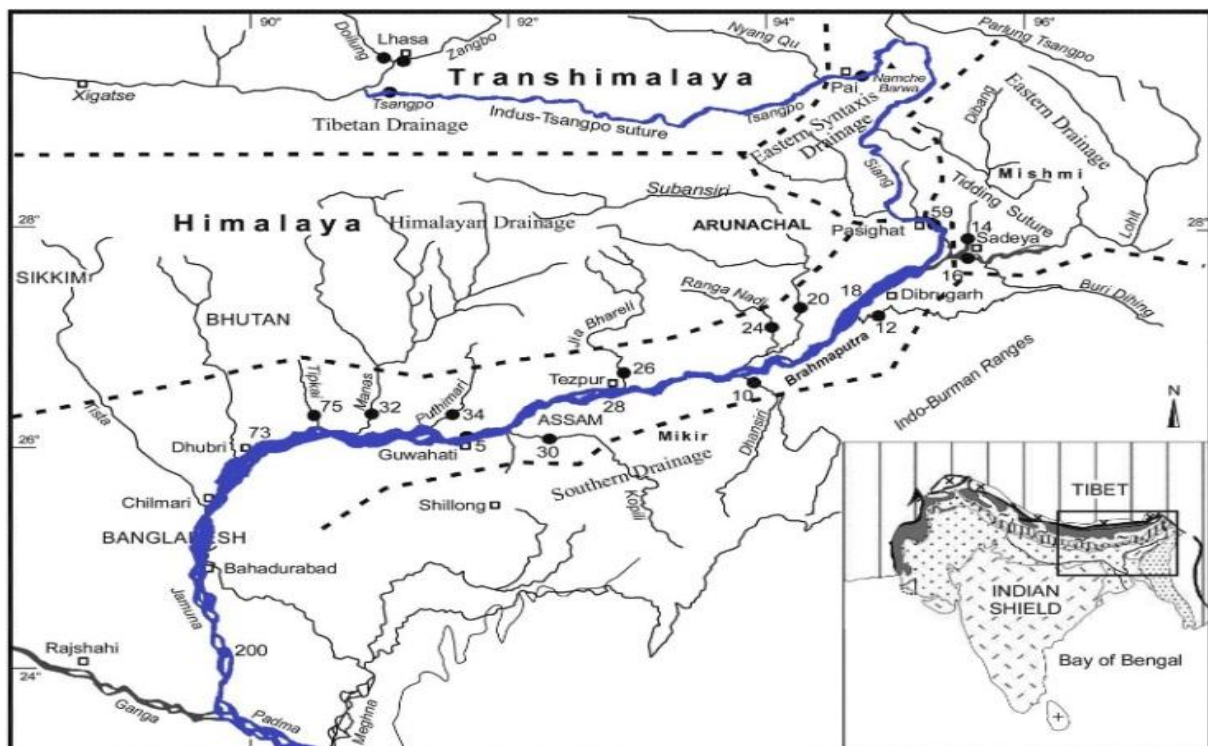 90°
92°
94°
96°
Doilung
Lhasa
Zangbo
Nyang Qu
Parlung Tsangpo
Transhimalaya
Xigatse
Tsangpo
Pai
Namche
Barwa
Tibetan Drainage
Indus-Tsangpo suture
Tsangpo
Eastern Syntaxis
Drainage
Dibang
Eastern Drainage
Siang
Mishmi
Tidding Suture
Lohit
Subansiri
28°
Himalaya
Himalayan Drainage
ARUNACHAL
59
Pasighat
14
Sadeya
28°
SIKKIM
16
Ranga Nadi
20
18
Dibrugarh
Buri Dihing
BHUTAN
Jia Bhareli
24
12
Brahmaputra
Tipkai
Manas
Puthimari
26
Tezpur
28
10
Indo-Burman Ranges
N
75
32
34
ASSAM
Tista
73
Dhubri
26°
Guwahati
5
30
Mikir
Dhansiri
Southern Drainage
Kopili
Chilmari
Shillong
BANGLADESH
Bahadurabad
Jamuna
TIBET
INDIAN
SHIELD
Bay of Bengal
Rajshahi
200
24°
Ganga
Padma
Meghna